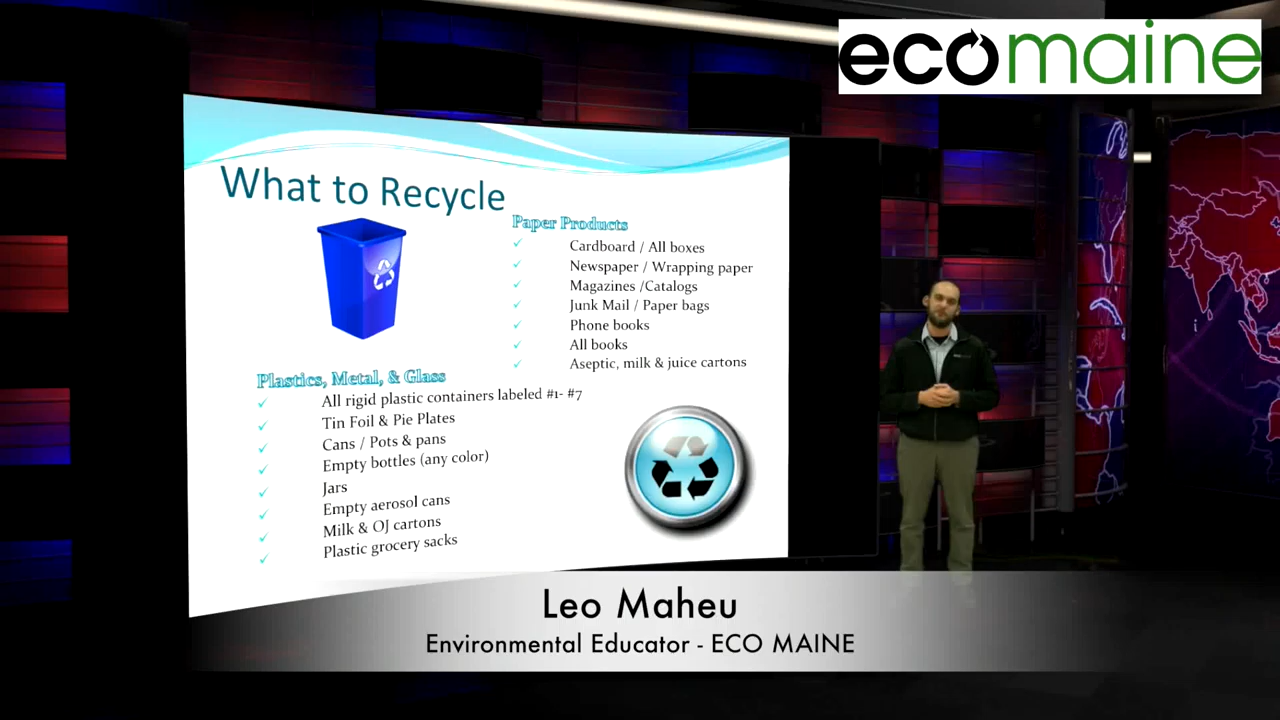 ecomaine
What to Recycle
Paper Products
Cardboard / All boxes
Newspaper / Wrapping paper
Magazines /Catalogs
Junk Mail / Paper bags
Phone books
All books
Aseptic, milk & juice cartons
Plastics, Metal, & Glass
All rigid plastic containers labeled #1- #7
Tin Foil & Pie Plates
Cans / Pots & pans
Empty bottles (any color)
Jars
Empty aerosol cans
Milk & OJ cartons
Plastic grocery sacks
Leo Maheu
Environmental Educator - ECO MAINE